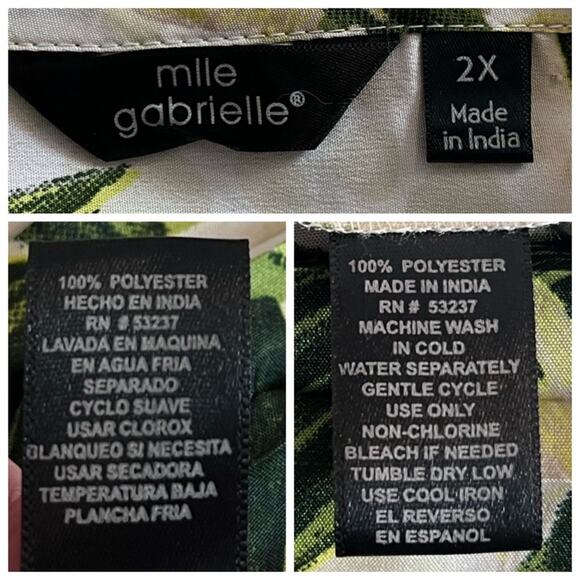 mlle
gabrielle®
2X
Made
in India
100% POLYESTER
HECHO EN INDIA
RN # 53237
LAVADA EN MAQUINA
EN AGUA FRIA
SEPARADO
CYCLO SUAVE
USAR CLOROX
BLANQUEO SI NECESITA
USAR SECADORA
TEMPERATURA BAJA
PLANCHA FRIA
100% POLYESTER
MADE IN INDIA
RN # 53237
MACHINE WASH
IN COLD
WATER SEPARATELY
GENTLE CYCLE
USE ONLY
NON-CHLORINE
BLEACH IF NEEDED
TUMBLE DRY LOW
USE COOL IRON
EL REVERSO
EN ESPANOL